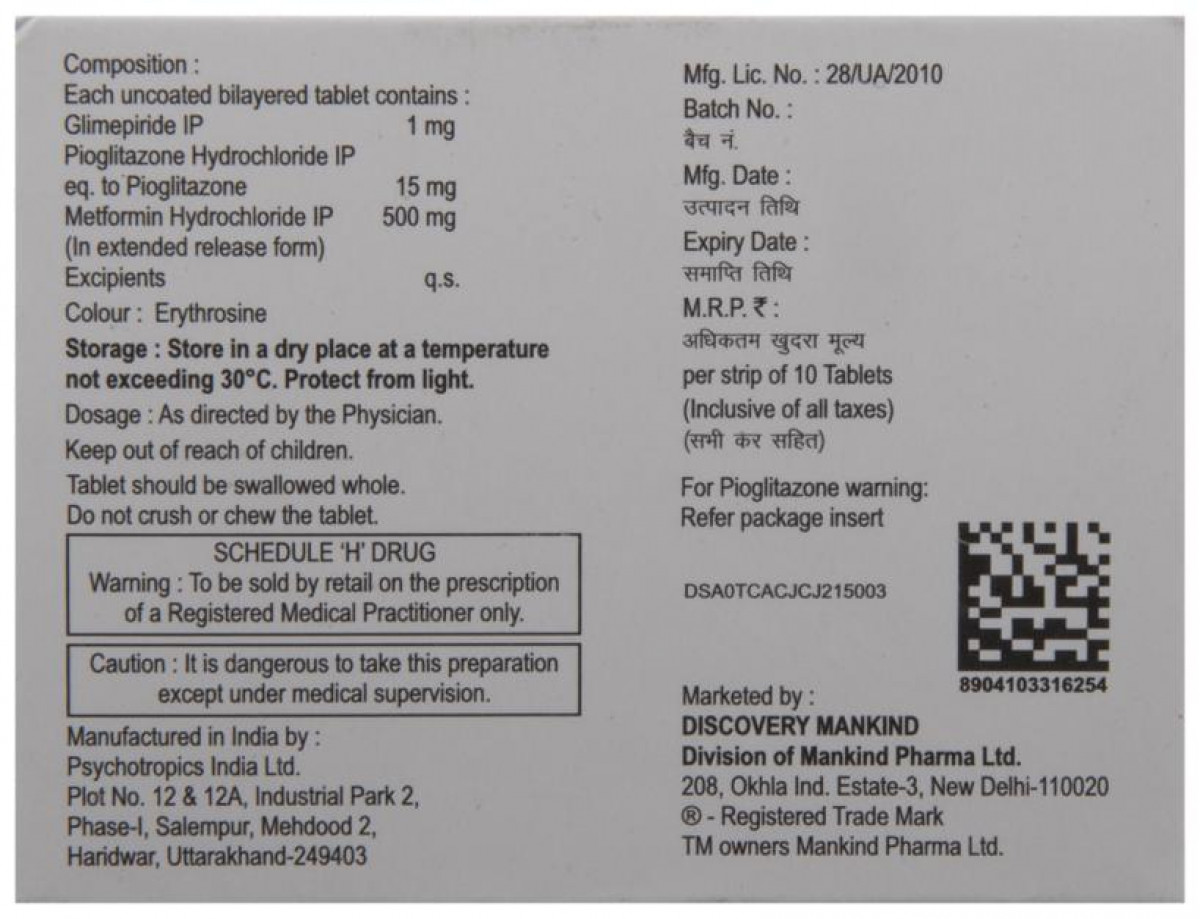 Composition :
Each uncoated bilayered tablet contains :
Glimepiride IP 1 mg
Pioglitazone Hydrochloride IP
eq. to Pioglitazone 15 mg
Metformin Hydrochloride IP 500 mg
(In extended release form)
Excipients q.s.
Colour : Erythrosine
Storage : Store in a dry place at a temperature
not exceeding 30°C. Protect from light.
Dosage : As directed by the Physician.
Keep out of reach of children.
Tablet should be swallowed whole.
Do not crush or chew the tablet.
SCHEDULE ‘H’ DRUG
Warning : To be sold by retail on the prescription
of a Registered Medical Practitioner only.
Caution : It is dangerous to take this preparation
except under medical supervision.
Manufactured in India by :
Psychotropics India Ltd.
Plot No. 12 & 12A, Industrial Park 2,
Phase-I, Salempur, Mehdood 2,
Haridwar, Uttarakhand-249403
Mfg. Lic. No. : 28/UA/2010
Batch No. :
बैच नं.
Mfg. Date :
उत्पादन तिथि
Expiry Date :
समाप्ति तिथि
M.R.P. ₹ :
अधिकतम खुदरा मूल्य
per strip of 10 Tablets
(Inclusive of all taxes)
(सभी कर सहित)
For Pioglitazone warning:
Refer package insert
DSA0TCACJCJ215003
8904103316254
Marketed by :
DISCOVERY MANKIND
Division of Mankind Pharma Ltd.
208, Okhla Ind. Estate-3, New Delhi-110020
® - Registered Trade Mark
TM owners Mankind Pharma Ltd.